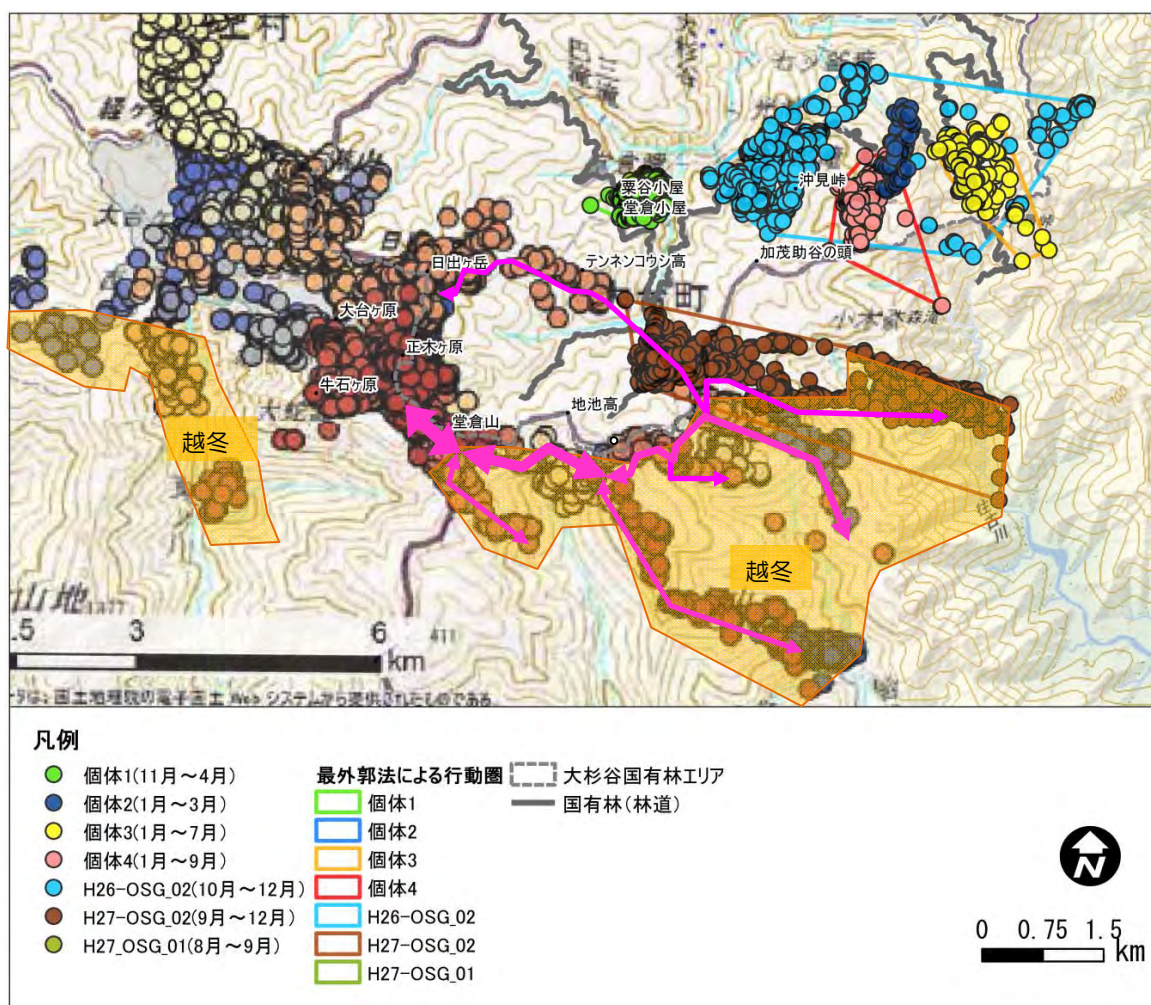 上村
粟谷小屋
堂倉小屋
沖見峠
加茂助谷の頭
日出ヶ岳
テンネンコウシ高
町
大台ヶ原
正木ヶ原
牛石ヶ原
堂倉山
地池高
越冬
越冬
山地
1.5 3 6 411
km
凡例
個体1(11月～4月)
個体2(1月～3月)
個体3(1月～7月)
個体4(1月～9月)
H26-OSG_02(10月～12月)
H27-OSG_02(9月～12月)
H27_OSG_01(8月～9月)
最外郭法による行動圏
個体1
個体2
個体3
個体4
H26-OSG_02
H27-OSG_02
H27-OSG_01
大杉谷国有林エリア
国有林(林道)
N
0 0.75 1.5
km